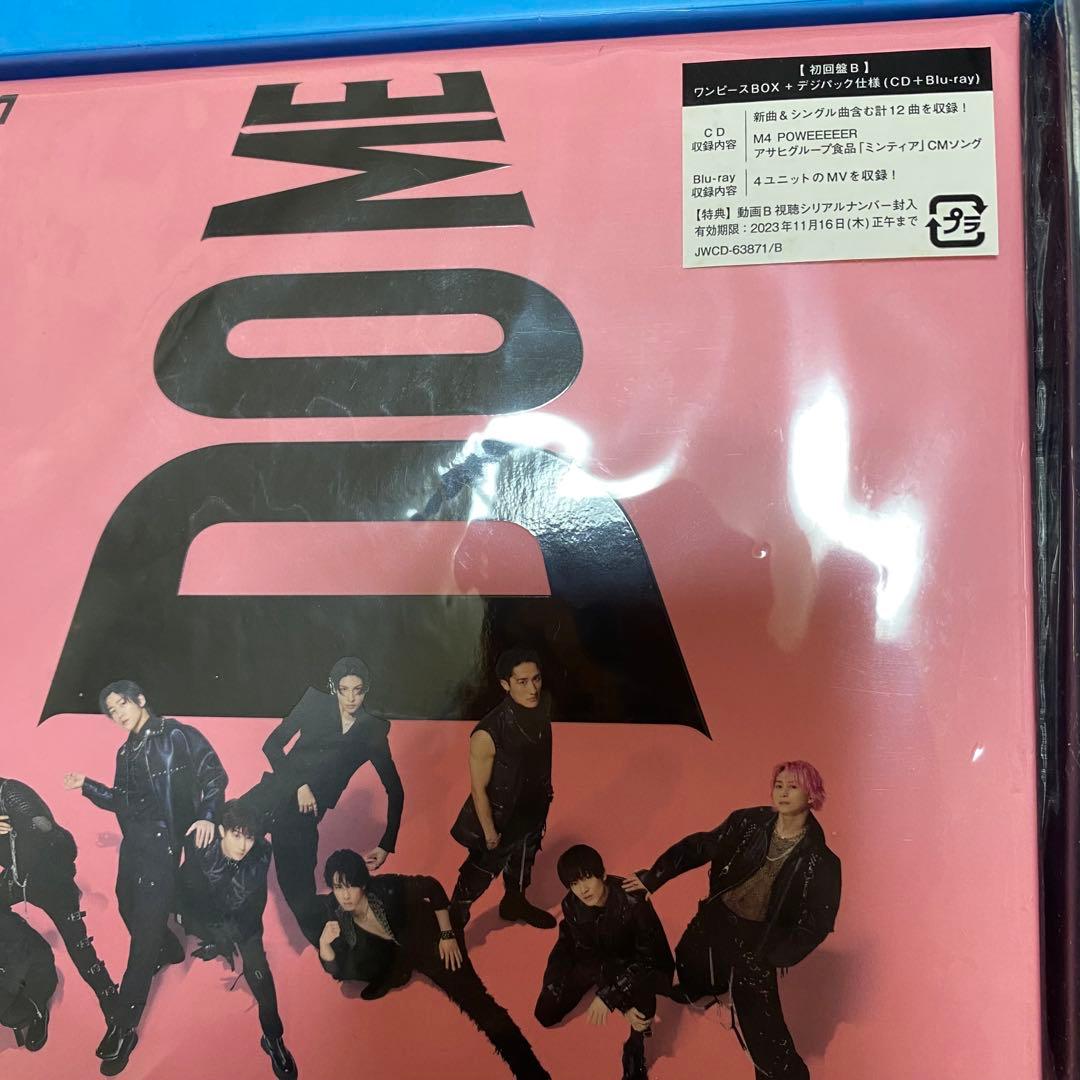 DOME
【初回盤B】
ワンピースBOX + デジパック仕様(CD+Blu-ray)
CD
収録内容
新曲&シングル曲含む計12曲を収録!
M4 POWEEEEER
アサヒグループ食品「ミンティア」CMソング
Blu-ray
収録内容
4ユニットのMVを収録!
【特典】動画B視聴シリアルナンバー封入
有効期限:2023年11月16日(木)正午まで
JWCD-63871/B
プラ